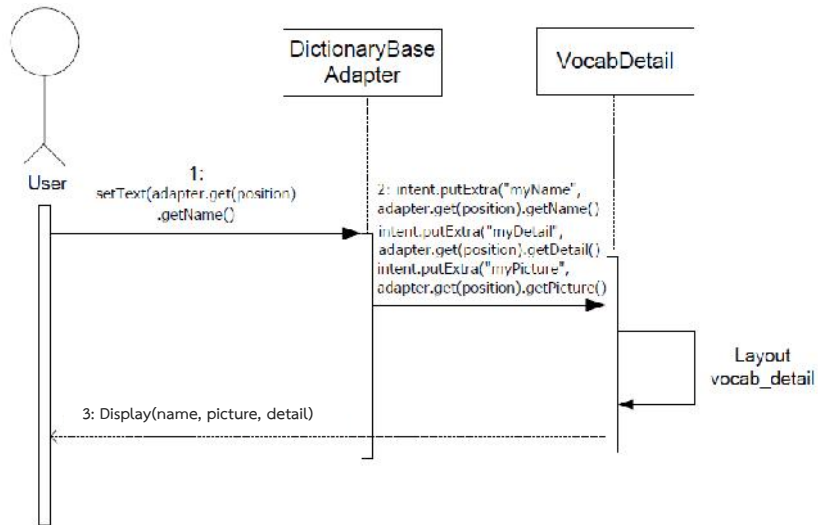 DictionaryBase
Adapter
VocabDetail
User
1:
setText(adapter.get(position)
.getName()
2: intent.putExtra("myName",
adapter.get(position).getName()
intent.putExtra("myDetail",
adapter.get(position).getDetail()
intent.putExtra("myPicture",
adapter.get(position).getPicture()
Layout
vocab_detail
3: Display(name, picture, detail)